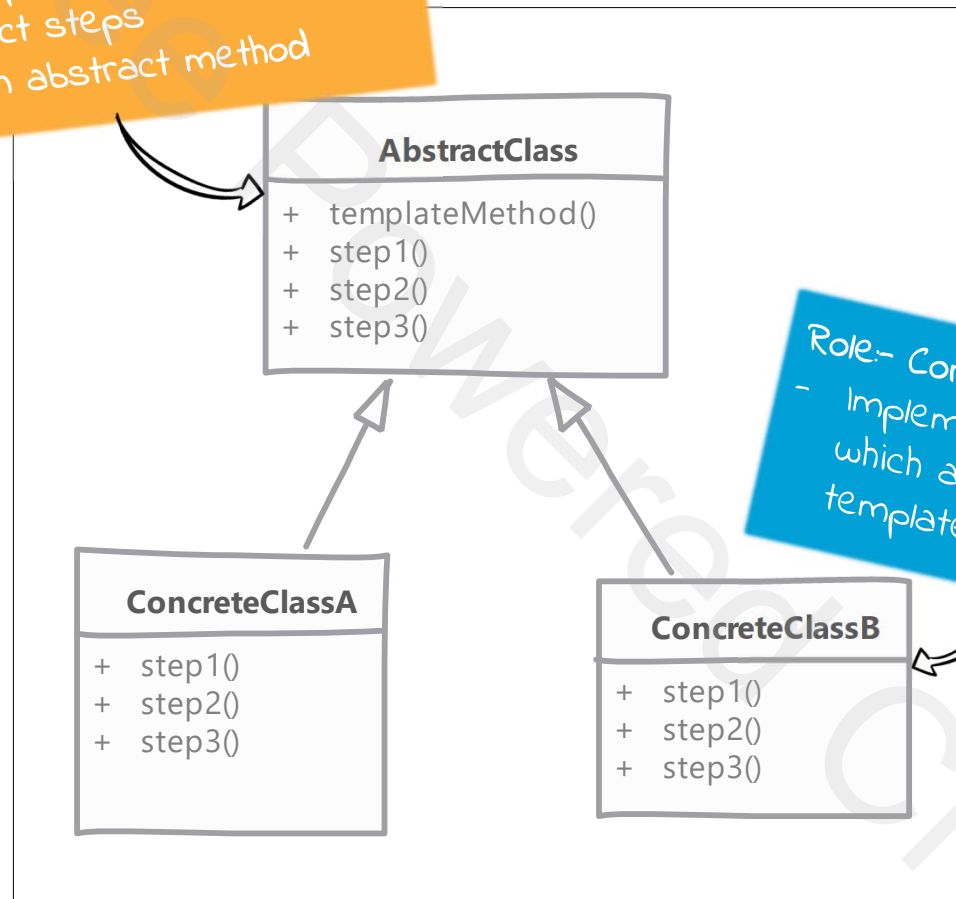 ct steps
abstract method
AbstractClass
+ templateMethod()
+ step1()
+ step2()
+ step3()
Role:- Co
- Implem
which a
template
ConcreteClassA
+ step1()
+ step2()
+ step3()
ConcreteClassB
+ step1()
+ step2()
+ step3()
Powered